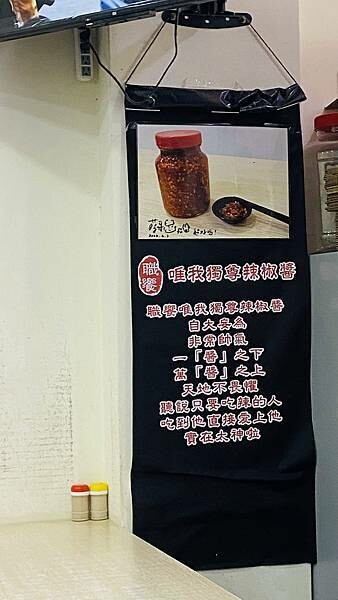 職饗
唯我獨尊辣椒醬
職饗唯我獨尊辣椒醬
自大妄為
非常帥氣
一「醬」之下
萬「醬」之上
天地不畏懼
聽說只要吃辣的人
吃到他直接愛上他
實在太神啦